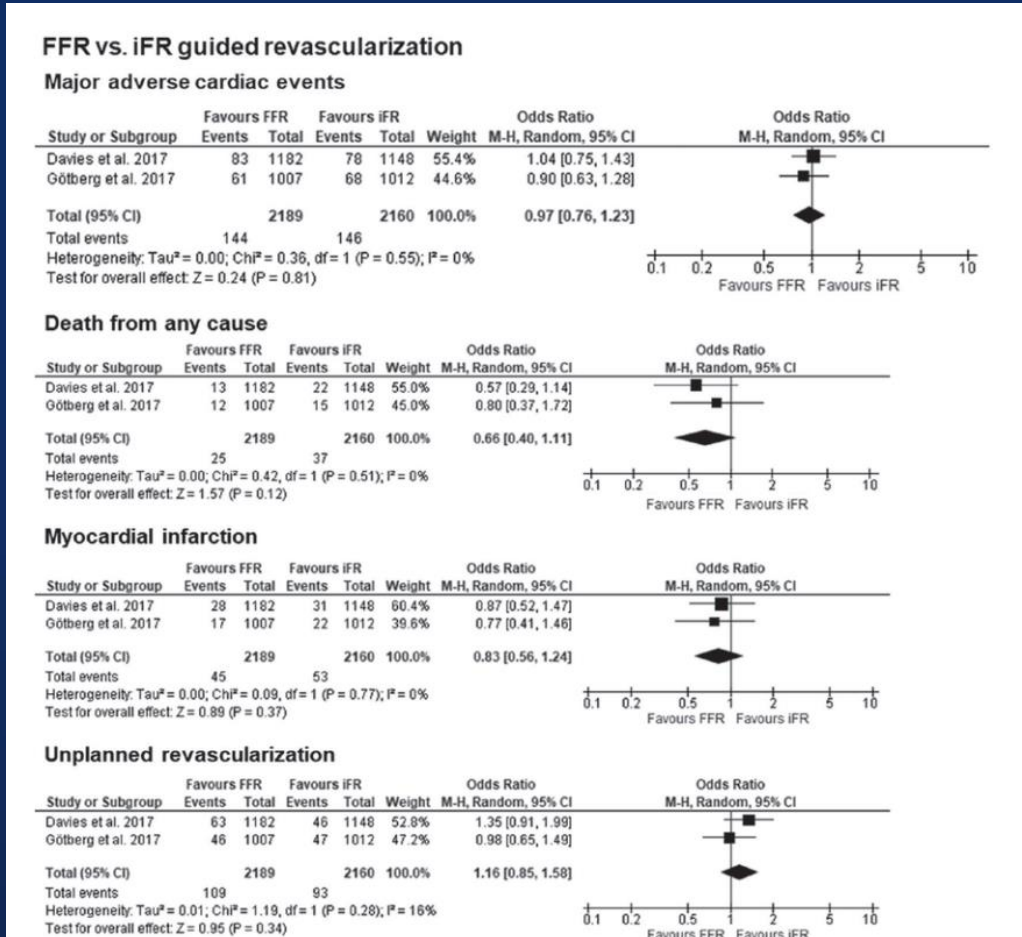 FFR vs. iFR guided revascularization
Major adverse cardiac events
Favours FFR Favours iFR Odds Ratio Odds Ratio
Study or Subgroup Events Total Events Total Weight M-H, Random, 95% CI M-H, Random, 95% CI
Davies et al. 2017 83 1182 78 1148 55.4% 1.04 [0.75, 1.43]
Götberg et al. 2017 61 1007 68 1012 44.6% 0.90 [0.63, 1.28]
Total (95% CI) 2189 2160 100.0% 0.97 [0.76, 1.23]
Total events 144 146
Heterogeneity: Tau² = 0.00; Chi² = 0.36, df = 1 (P = 0.55); I² = 0%
Test for overall effect: Z = 0.24 (P = 0.81)
0.1 0.2 0.5 1 2 5 10
Favours FFR Favours iFR
Death from any cause
Favours FFR Favours iFR Odds Ratio Odds Ratio
Study or Subgroup Events Total Events Total Weight M-H, Random, 95% CI M-H, Random, 95% CI
Davies et al. 2017 13 1182 22 1148 55.0% 0.57 [0.29, 1.14]
Götberg et al. 2017 12 1007 15 1012 45.0% 0.80 [0.37, 1.72]
Total (95% CI) 2189 2160 100.0% 0.66 [0.40, 1.11]
Total events 25 37
Heterogeneity: Tau² = 0.00; Chi² = 0.42, df = 1 (P = 0.51); I² = 0%
Test for overall effect: Z = 1.57 (P = 0.12)
0.1 0.2 0.5 1 2 5 10
Favours FFR Favours iFR
Myocardial infarction
Favours FFR Favours iFR Odds Ratio Odds Ratio
Study or Subgroup Events Total Events Total Weight M-H, Random, 95% CI M-H, Random, 95% CI
Davies et al. 2017 28 1182 31 1148 60.4% 0.87 [0.52, 1.47]
Götberg et al. 2017 17 1007 22 1012 39.6% 0.77 [0.41, 1.46]
Total (95% CI) 2189 2160 100.0% 0.83 [0.56, 1.24]
Total events 45 53
Heterogeneity: Tau² = 0.00; Chi² = 0.09, df = 1 (P = 0.77); I² = 0%
Test for overall effect: Z = 0.89 (P = 0.37)
0.1 0.2 0.5 1 2 5 10
Favours FFR Favours iFR
Unplanned revascularization
Favours FFR Favours iFR Odds Ratio Odds Ratio
Study or Subgroup Events Total Events Total Weight M-H, Random, 95% CI M-H, Random, 95% CI
Davies et al. 2017 63 1182 46 1148 52.8% 1.35 [0.91, 1.99]
Götberg et al. 2017 46 1007 47 1012 47.2% 0.98 [0.65, 1.49]
Total (95% CI) 2189 2160 100.0% 1.16 [0.85, 1.58]
Total events 109 93
Heterogeneity: Tau² = 0.01; Chi² = 1.19, df = 1 (P = 0.28); I² = 16%
Test for overall effect: Z = 0.95 (P = 0.34)
0.1 0.2 0.5 1 2 5 10
Favours FFR Favours iFR